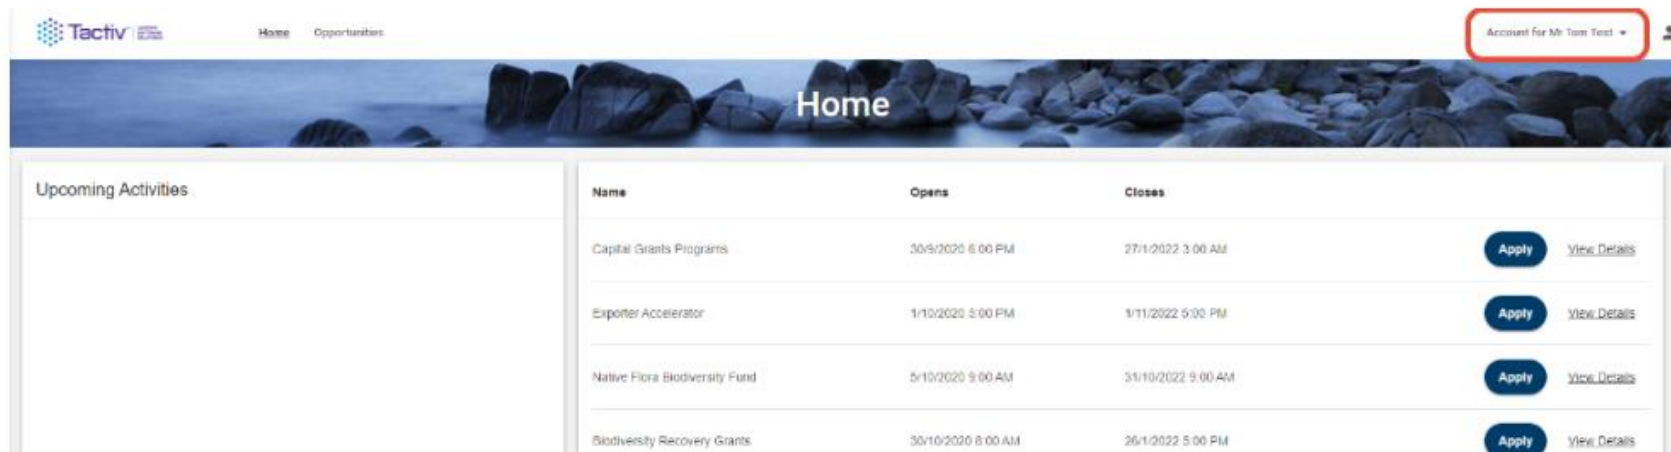 Tactiv
Home Opportunities
Account for Mr Tom Test
Home
Upcoming Activities
Name Opens Closes
Capital Grants Programs 30/9/2020 6:00 PM 27/1/2022 3:00 AM Apply View Details
Exporter Accelerator 1/10/2020 5:00 PM 1/11/2022 5:00 PM Apply View Details
Native Flora Biodiversity Fund 5/10/2020 9:00 AM 31/10/2022 9:00 AM Apply View Details
Biodiversity Recovery Grants 30/10/2020 8:00 AM 26/1/2022 5:00 PM Apply View Details